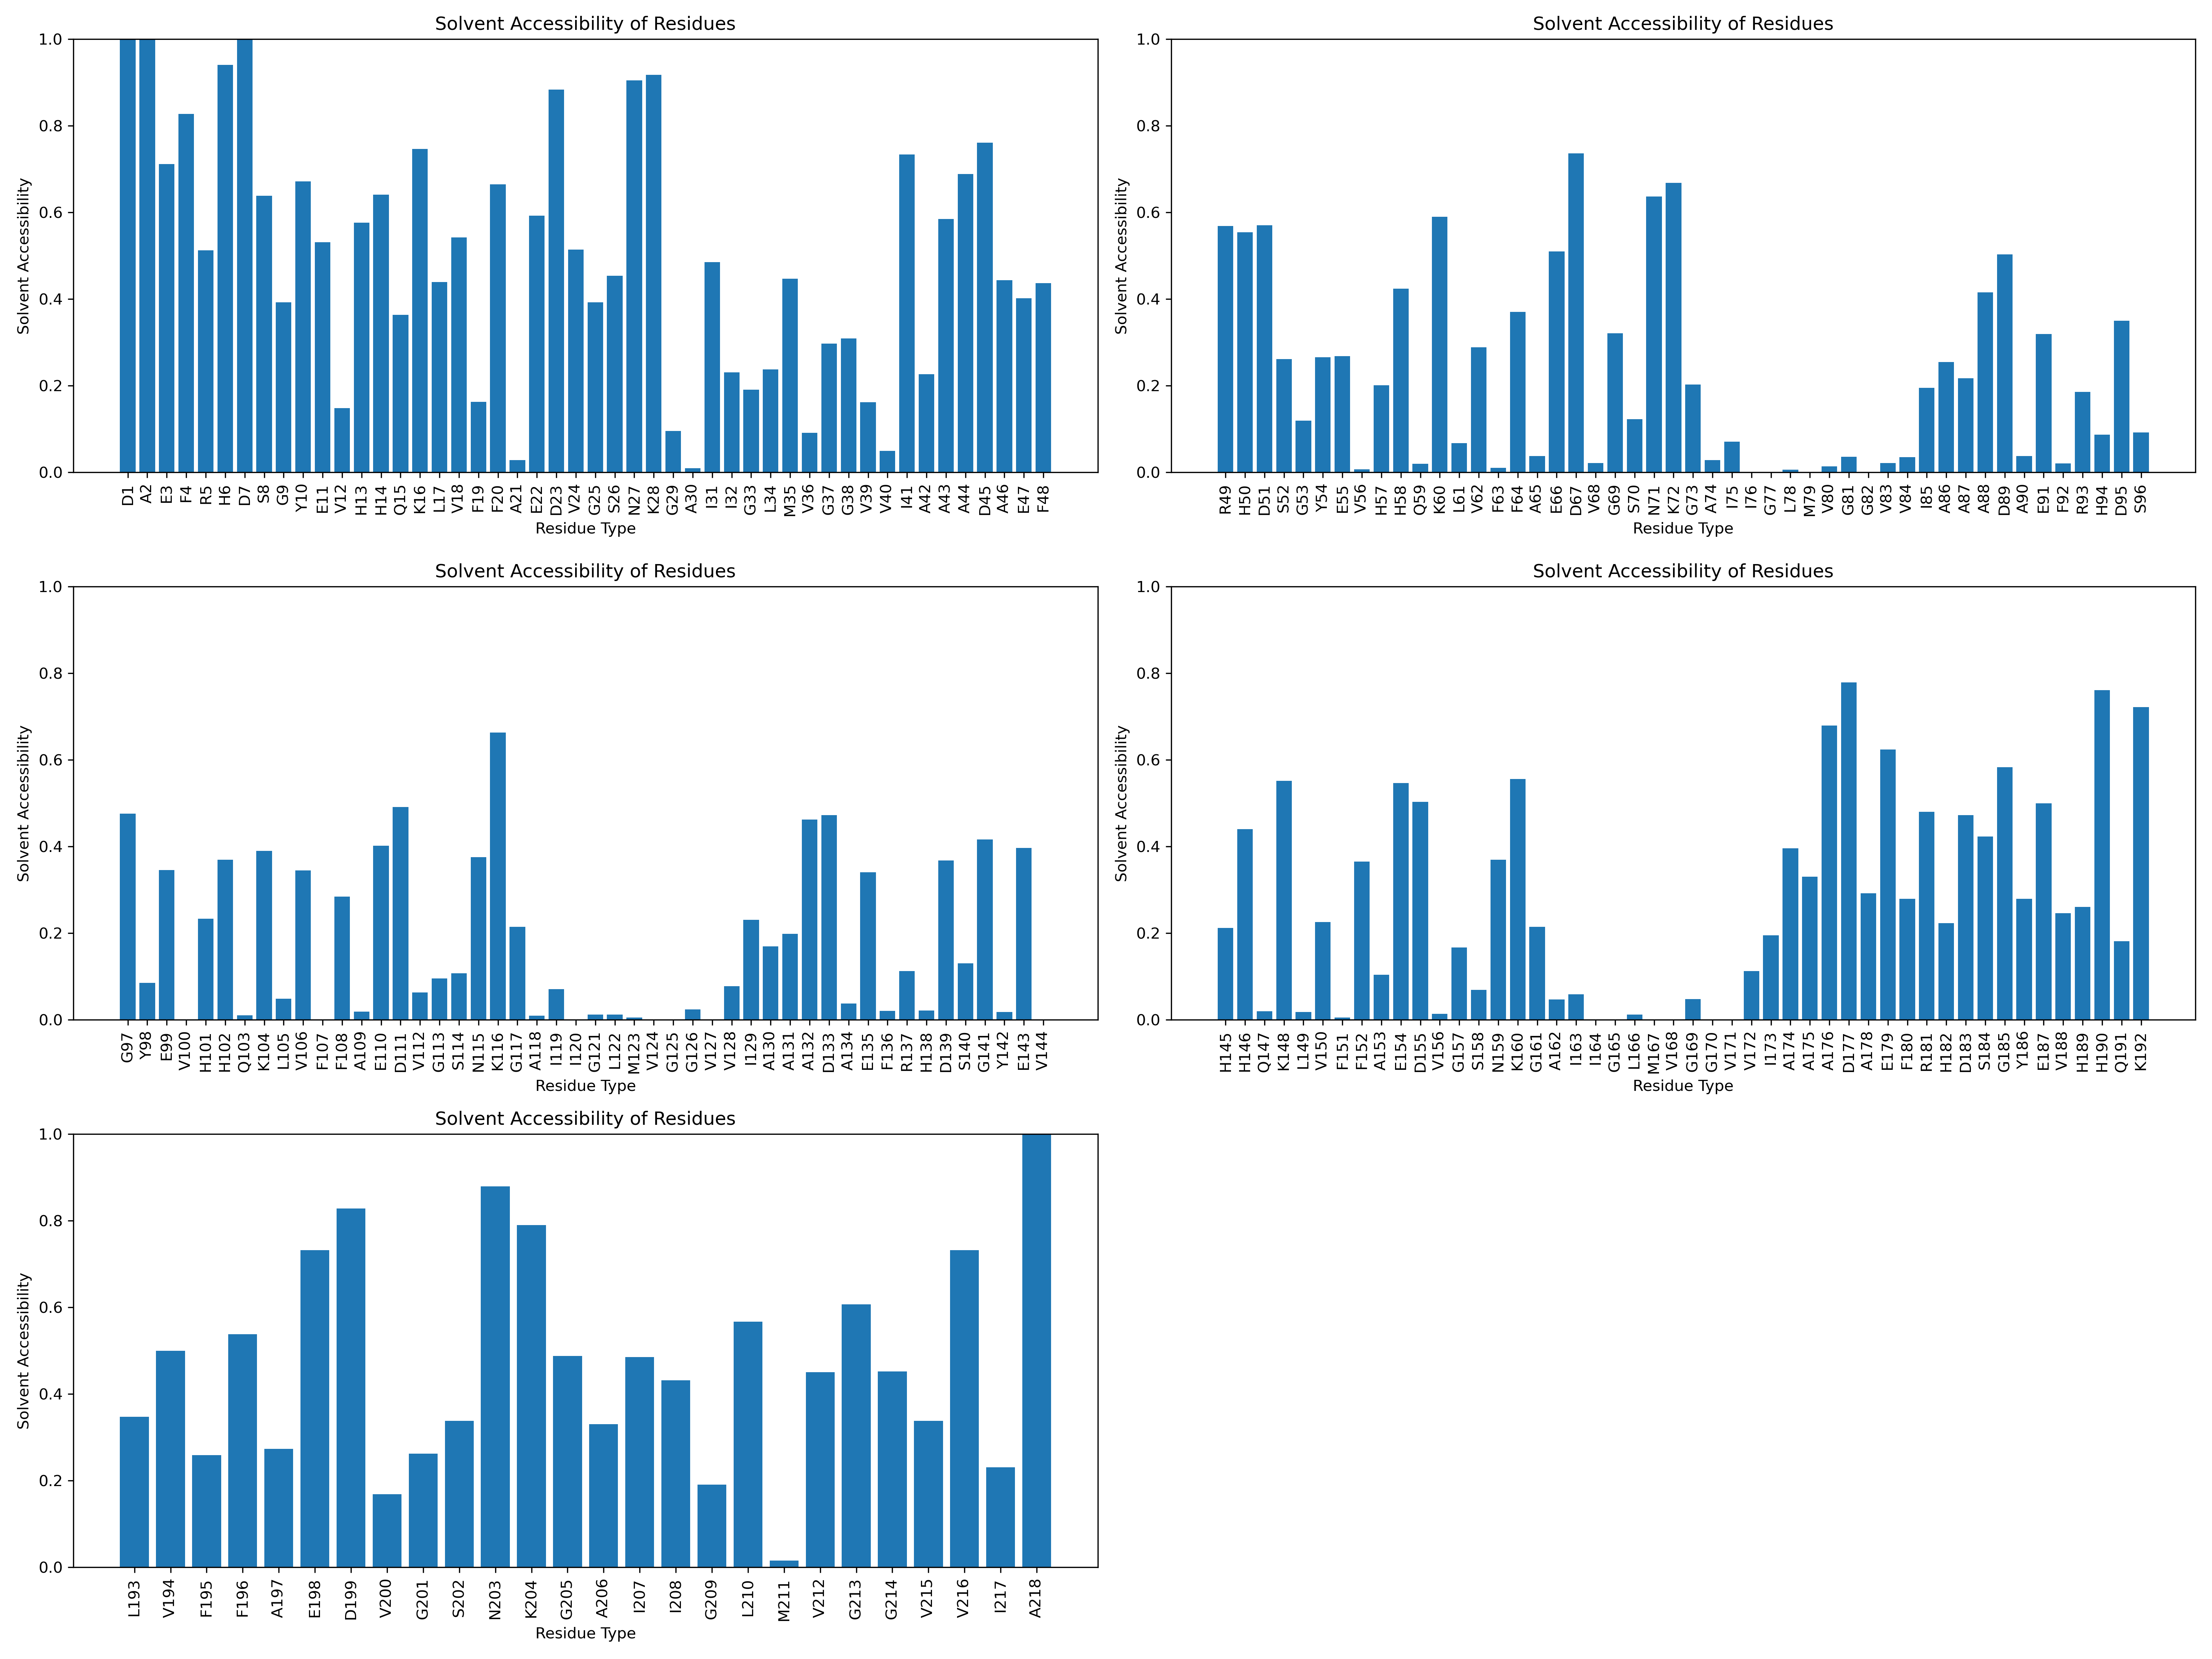 Solvent Accessibility of Residues
Solvent Accessibility
1.0
0.8
0.6
0.4
0.2
0.0
D1 A2 E3 F4 R5 H6 D7 S8 G9 Y10 E11 V12 H13 H14 Q15 K16 L17 V18 F19 F20 A21 E22 D23 V24 G25 S26 N27 K28 G29 A30 I31 I32 G33 L34 M35 V36 G37 G38 V39 V40 I41 A42 A43 A44 D45 A46 E47 F48
Residue Type
Solvent Accessibility of Residues
Solvent Accessibility
1.0
0.8
0.6
0.4
0.2
0.0
R49 H50 D51 S52 G53 Y54 E55 V56 H57 H58 Q59 K60 L61 V62 F63 F64 A65 E66 D67 V68 G69 S70 N71 K72 G73 A74 I75 I76 G77 L78 M79 V80 G81 G82 V83 V84 I85 A86 A87 A88 D89 A90 E91 F92 R93 H94 D95 S96
Residue Type
Solvent Accessibility of Residues
Solvent Accessibility
1.0
0.8
0.6
0.4
0.2
0.0
G97 Y98 E99 V100 H101 H102 Q103 K104 L105 V106 F107 F108 A109 E110 D111 V112 G113 S114 N115 K116 G117 A118 I119 I120 G121 L122 M123 V124 G125 G126 V127 V128 I129 A130 A131 A132 D133 A134 E135 F136 R137 H138 D139 S140 G141 Y142 E143 V144
Residue Type
Solvent Accessibility of Residues
Solvent Accessibility
1.0
0.8
0.6
0.4
0.2
0.0
H145 H146 Q147 K148 L149 V150 F151 F152 A153 E154 D155 V156 G157 S158 N159 K160 G161 A162 I163 I164 G165 L166 M167 V168 G169 G170 V171 V172 I173 A174 A175 A176 D177 A178 E179 F180 R181 H182 D183 S184 G185 Y186 E187 V188 H189 H190 Q191 K192
Residue Type
Solvent Accessibility of Residues
Solvent Accessibility
1.0
0.8
0.6
0.4
0.2
0.0
L193 V194 F195 F196 A197 E198 D199 V200 G201 S202 N203 K204 G205 A206 I207 I208 G209 L210 M211 V212 G213 G214 V215 V216 I217 A218
Residue Type